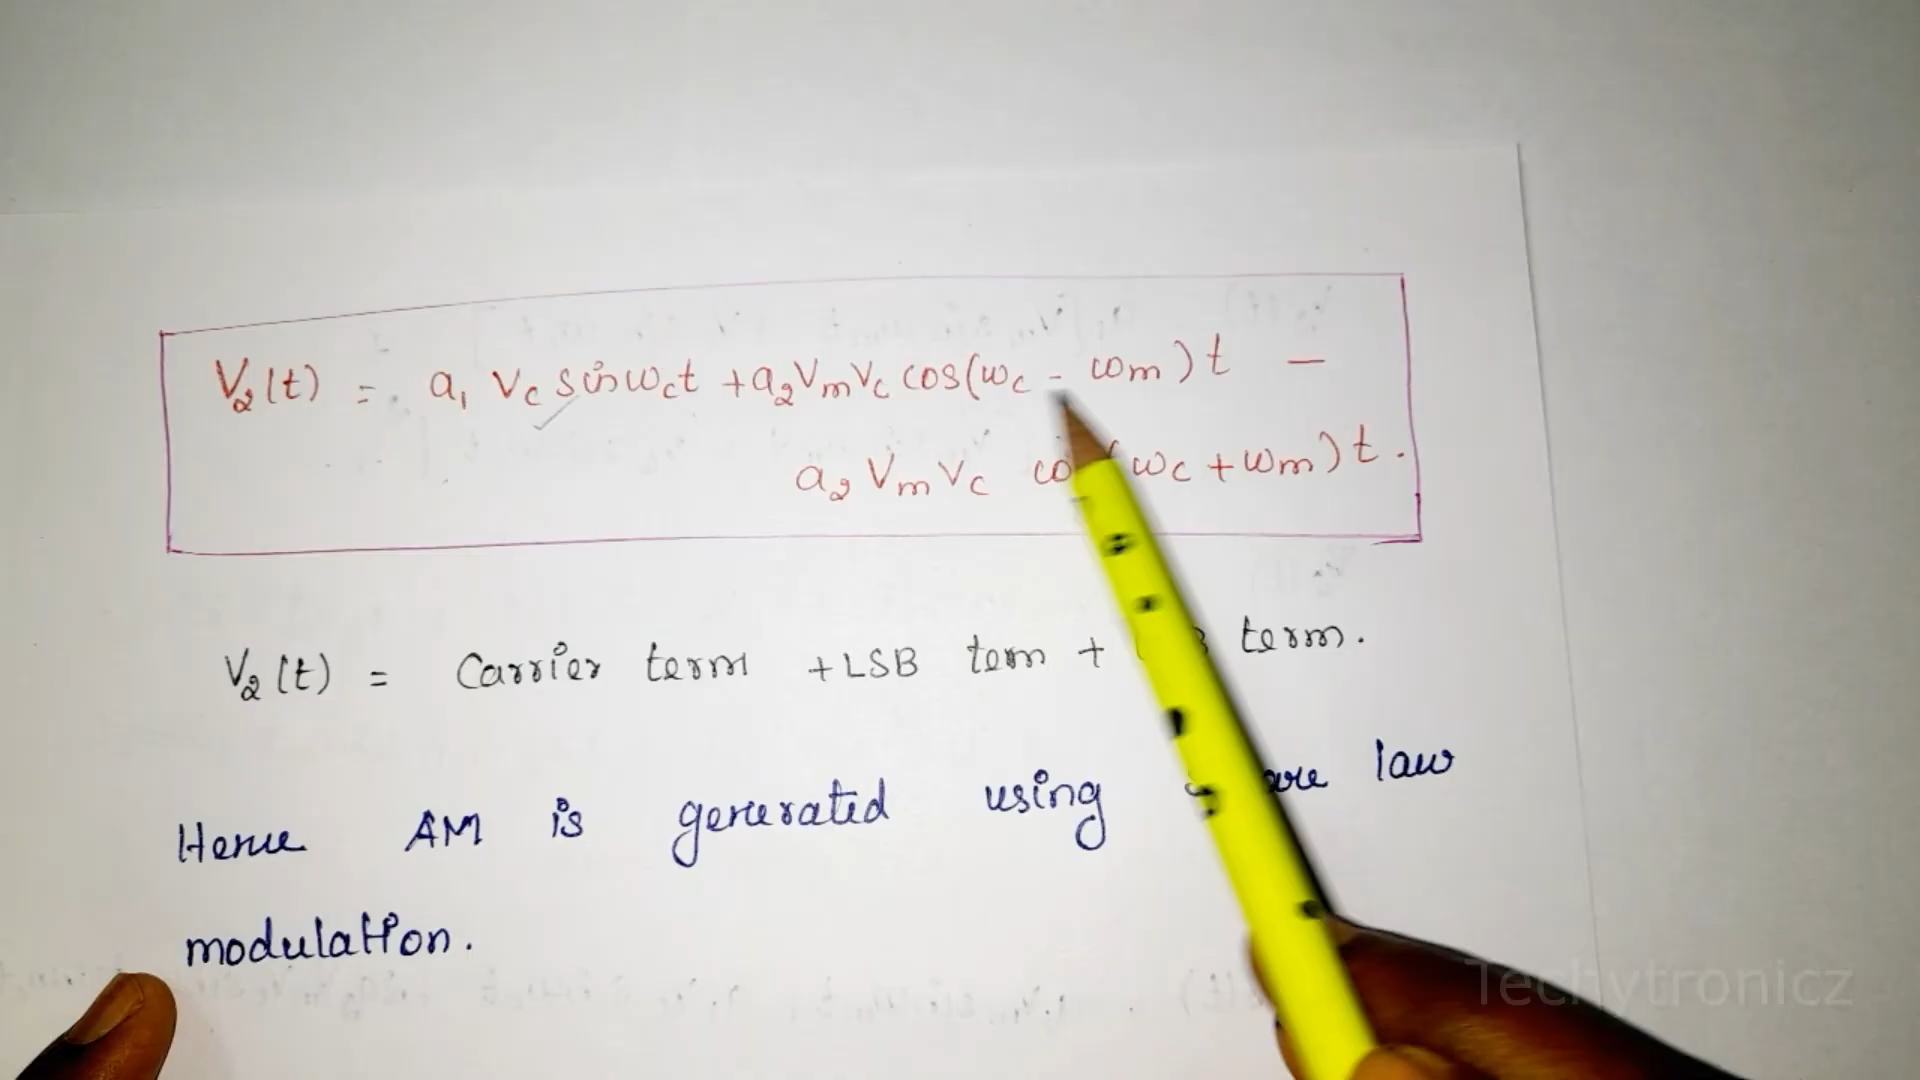 V₂(t) = a₁ Vc sinωct + a₂VmVc cos(ωc - ωm)t −
a₂ VmVc (ωc + ωm)t.
V₂(t) = Carrier term + LSB term + term.
Hence AM is generated using law
modulation.
Techytronicz